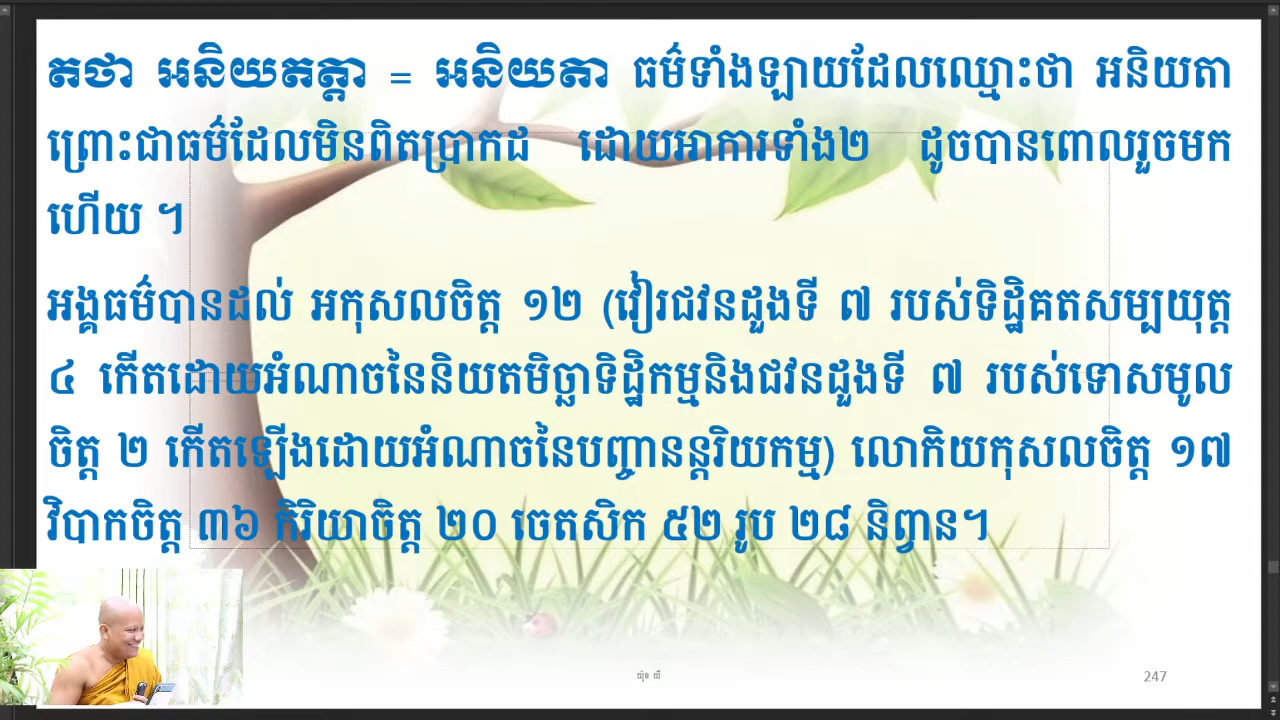 តថា អនិយតត្តា = អនិយតា ធម៌ទាំងឡាយដែលឈ្មោះថា អនិយតា
ព្រោះជាធម៌ដែលមិនពិតប្រាកដ ដោយអាការទាំង២ ដូចបានពោលរួចមក
ហើយ ។
អង្គធម៌បានដល់ អកុសលចិត្ត ១២ (វៀរជវនដួងទី ៧ របស់ទិដ្ឋិគតសម្បយុត្ត
៤ កើតដោយអំណាចនៃនិយតមិច្ឆាទិដ្ឋិកម្មនិងជវនដួងទី ៧ របស់ទោសមូល
ចិត្ត ២ កើតឡើងដោយអំណាចនៃបញ្ចានន្តរិយកម្ម) លោកិយកុសលចិត្ត ១៧
វិបាកចិត្ត ៣៦ កិរិយាចិត្ត ២០ ចេតសិក ៥២ រូប ២៨ និព្វាន។
247